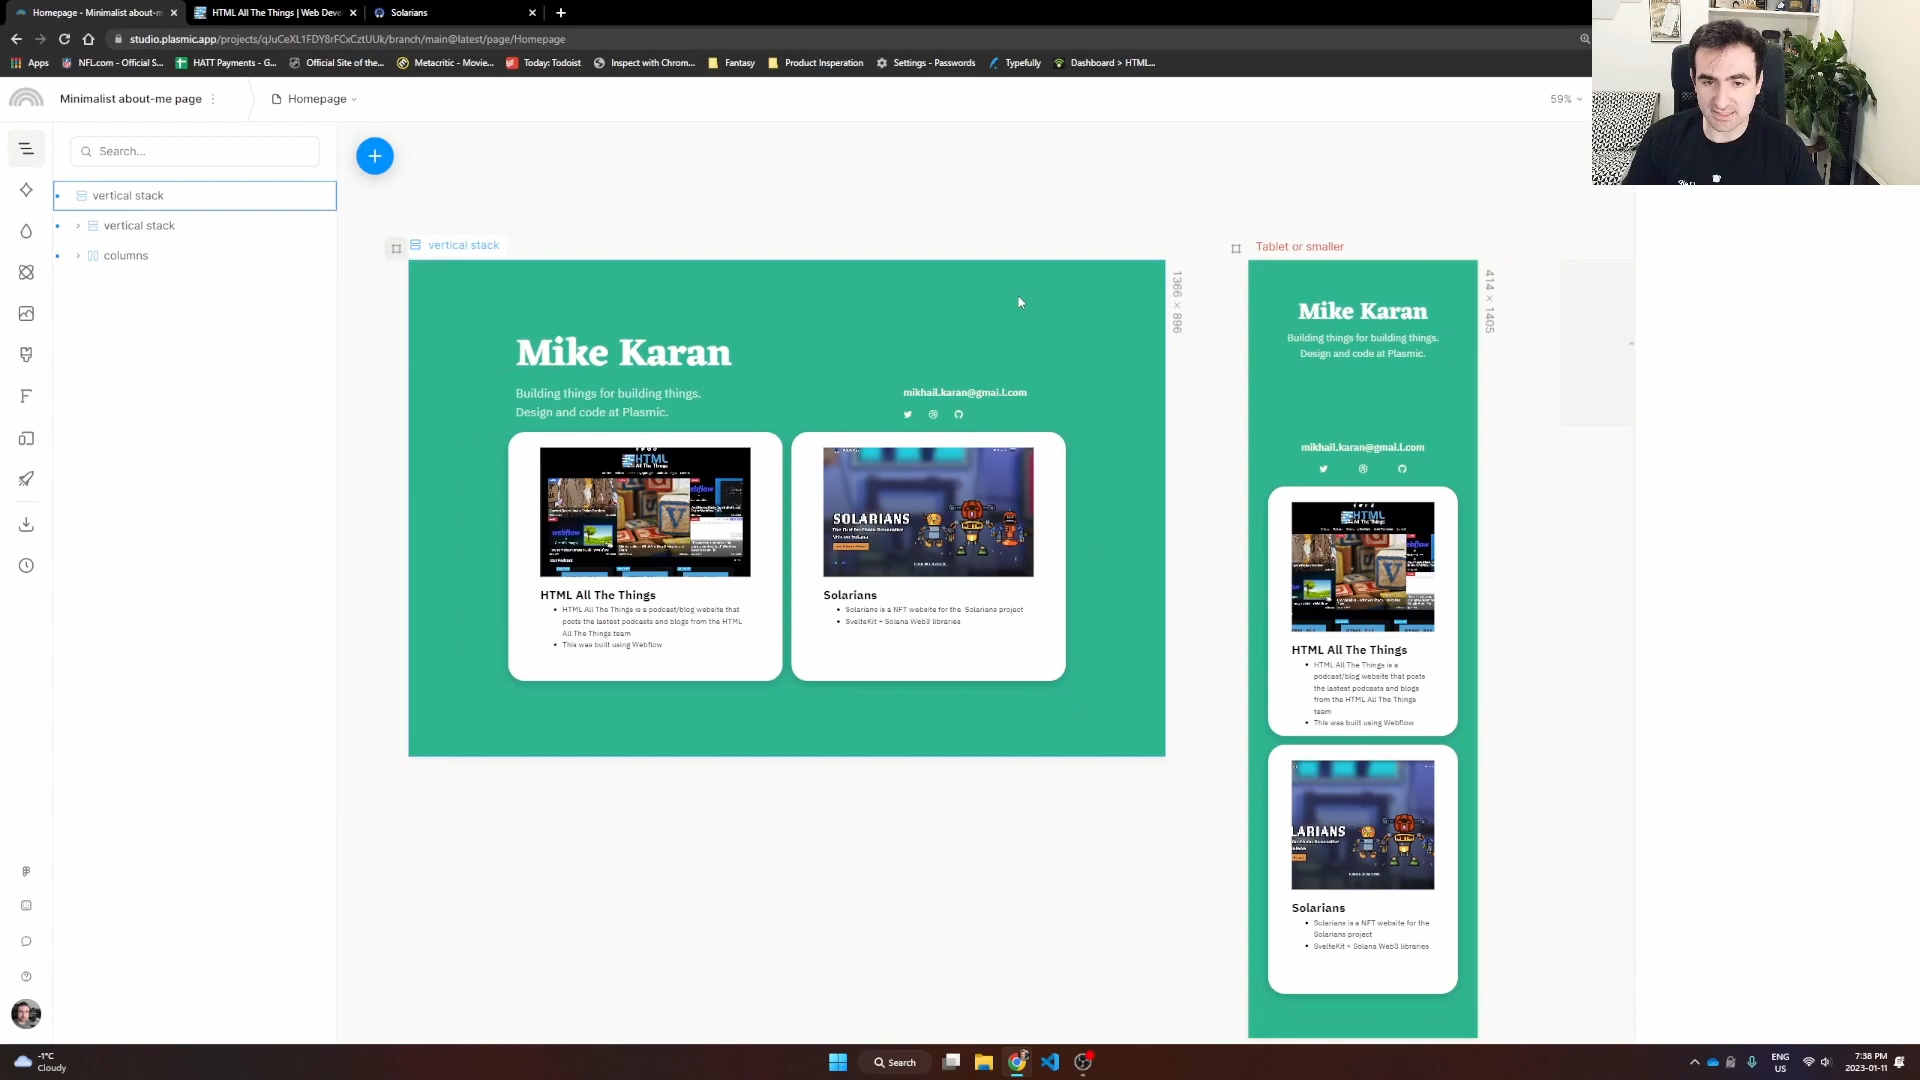 Homepage - Minimalist about-m
HTML All The Things | Web Deve
Solarians
studio.plasmic.app/projects/qJuCeXL1FDY8rFCxCztUUk/branch/main@latest/page/Homepage
Apps
NFL.com - Official S...
HATT Payments - G...
Official Site of the...
Metacritic - Movie...
Today: Todoist
Inspect with Chrom...
Fantasy
Product Insperation
Settings - Passwords
Typefully
Dashboard > HTML...
Minimalist about-me page
Homepage
59%
Search...
vertical stack
vertical stack
columns
vertical stack
1366 × 896
Mike Karan
Building things for building things.
Design and code at Plasmic.
mikhail.karan@gmai.l.com
HTML
All The Things
HTML All The Things
HTML All The Things is a podcast/blog website that
posts the lastest podcasts and blogs from the HTML
All The Things team
This was built using Webflow
SOLARIANS
Solarians
Solarians is a NFT website for the Solarians project
SvelteKit + Solana Web3 libraries
Tablet or smaller
414 × 1405
Mike Karan
Building things for building things.
Design and code at Plasmic.
mikhail.karan@gmai.l.com
HTML
All The Things
HTML All The Things
HTML All The Things is a
podcast/blog website that posts
the lastest podcasts and blogs
from the HTML All The Things
team
This was built using Webflow
LARIANS
Solarians
Solarians is a NFT website for the
Solarians project
SvelteKit + Solana Web3 libraries
-1°C
Cloudy
Search
ENG
US
7:38 PM
2023-01-11